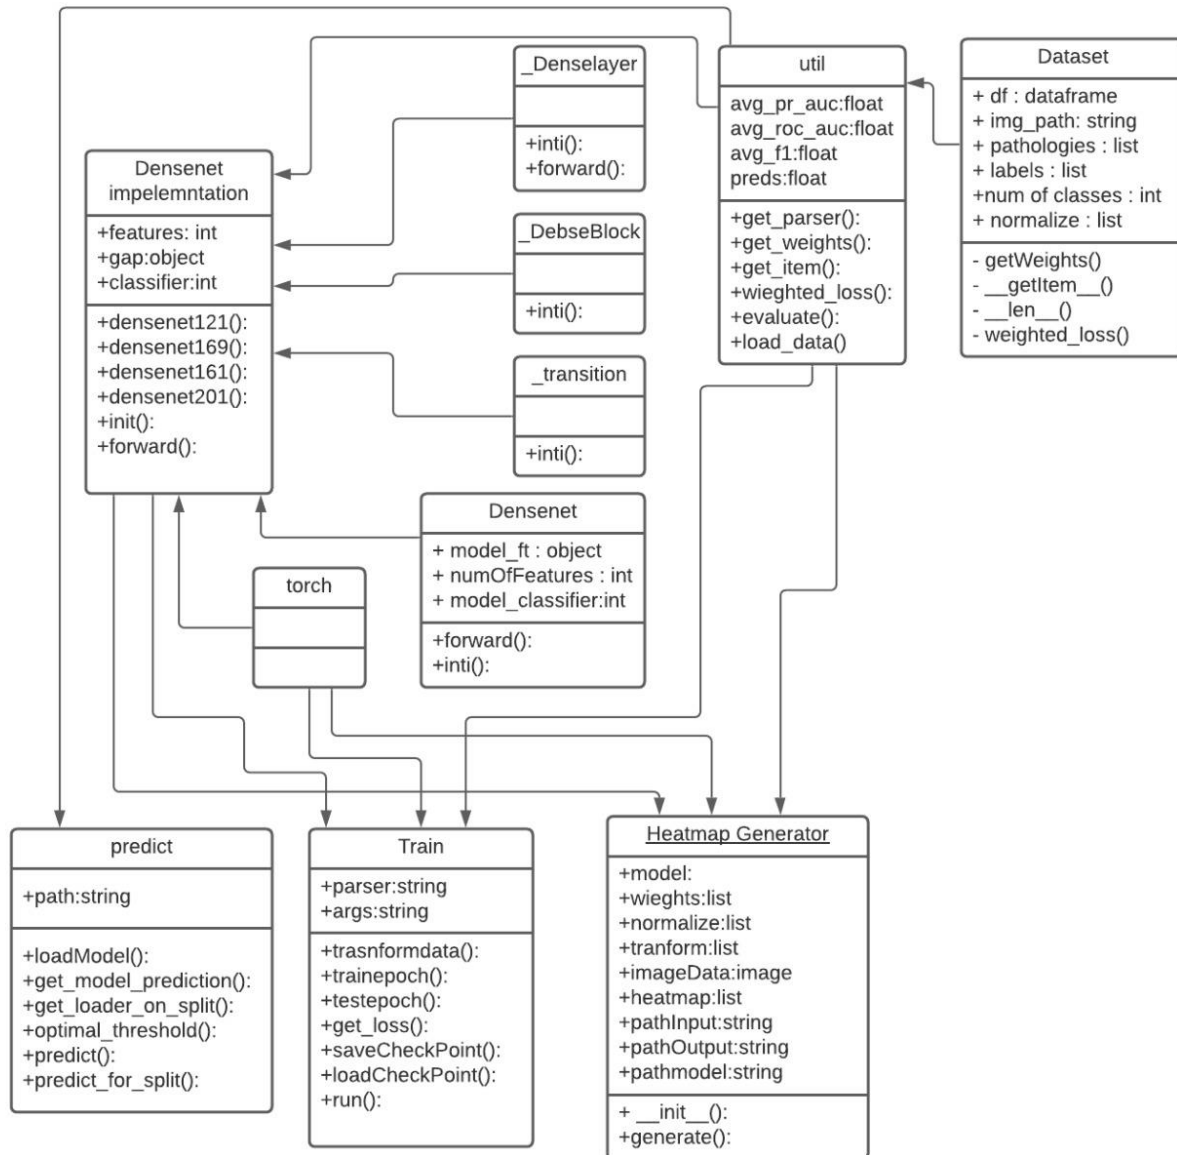 _Denselayer
+inti():
+forward():
util
avg_pr_auc:float
avg_roc_auc:float
avg_f1:float
preds:float
+get_parser():
+get_weights():
+get_item():
+wieghted_loss():
+evaluate():
+load_data()
Dataset
+ df : dataframe
+ img_path: string
+ pathologies : list
+ labels : list
+num of classes : int
+ normalize : list
- getWeights()
- __getItem__()
- __len__()
- weighted_loss()
Densenet
impelemntation
+features: int
+gap:object
+classifier:int
+densenet121():
+densenet169():
+densenet161():
+densenet201():
+init():
+forward():
_DebseBlock
+inti():
_transition
+inti():
Densenet
+ model_ft : object
+ numOfFeatures : int
+ model_classifier:int
+forward():
+inti():
torch
predict
+path:string
+loadModel():
+get_model_prediction():
+get_loader_on_split():
+optimal_threshold():
+predict():
+predict_for_split():
Train
+parser:string
+args:string
+trasnformdata():
+trainepoch():
+testepoch():
+get_loss():
+saveCheckPoint():
+loadCheckPoint():
+run():
Heatmap Generator
+model:
+wieghts:list
+normalize:list
+tranform:list
+imageData:image
+heatmap:list
+pathInput:string
+pathOutput:string
+pathmodel:string
+ __init__():
+generate():